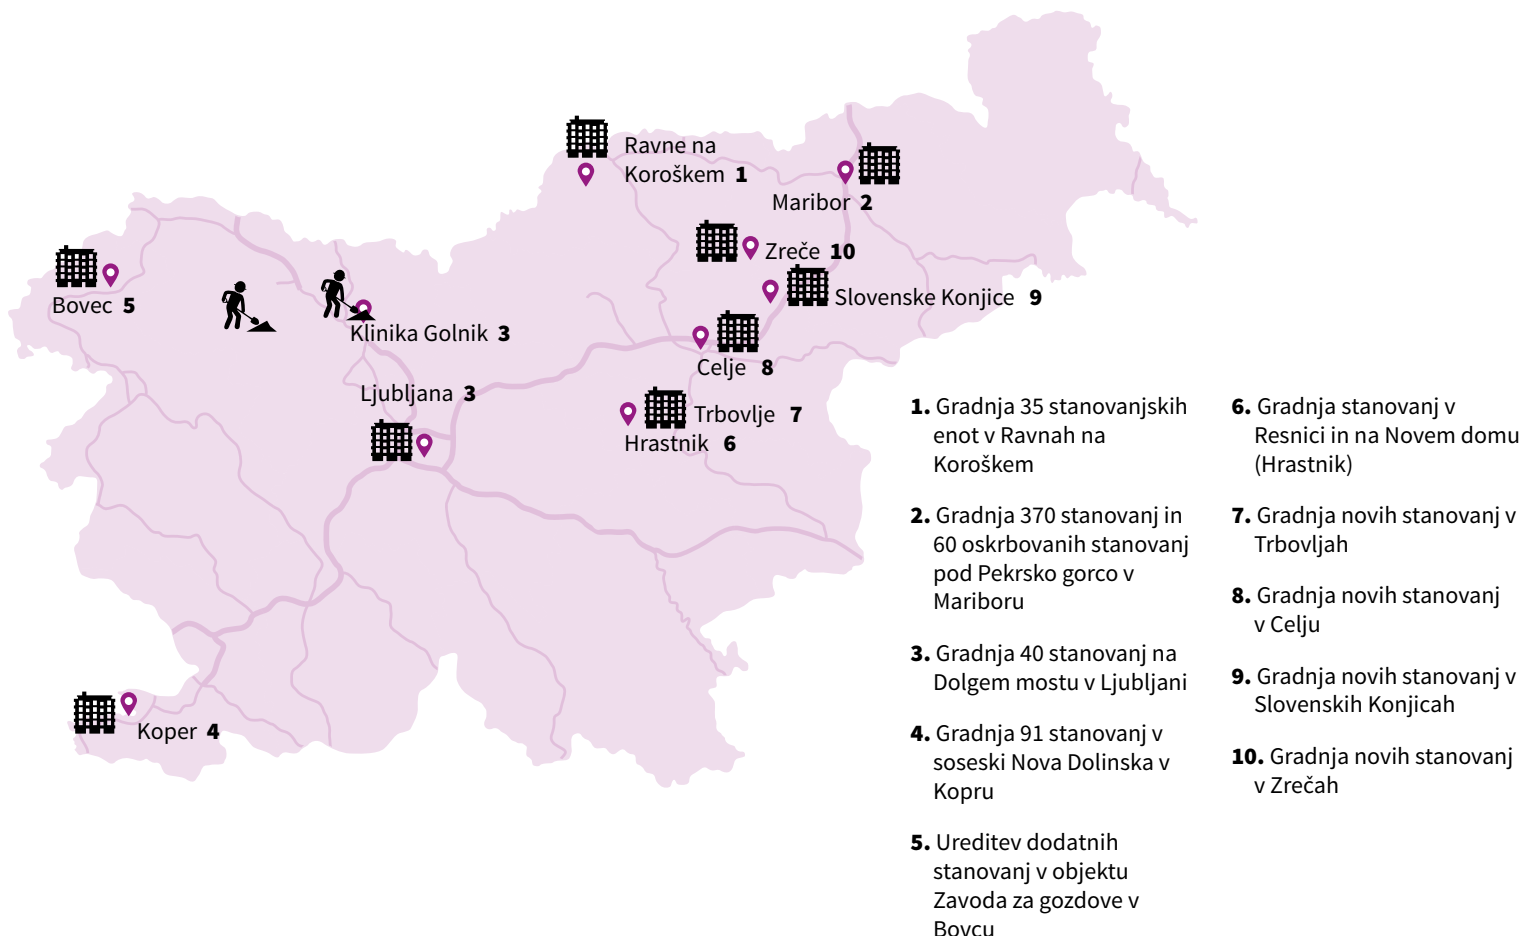 Ravne na
Koroškem 1
Maribor 2
Zreče 10
Slovenske Konjice 9
Bovec 5
Klinika Golnik 3
Celje 8
Ljubljana 3
Trbovlje 7
Hrastnik 6
Koper 4
1. Gradnja 35 stanovanjskih
enot v Ravnah na
Koroškem
2. Gradnja 370 stanovanj in
60 oskrbovanih stanovanj
pod Pekrsko gorco v
Mariboru
3. Gradnja 40 stanovanj na
Dolgem mostu v Ljubljani
4. Gradnja 91 stanovanj v
soseski Nova Dolinska v
Kopru
5. Ureditev dodatnih
stanovanj v objektu
Zavoda za gozdove v
Bovcu
6. Gradnja stanovanj v
Resnici in na Novem domu
(Hrastnik)
7. Gradnja novih stanovanj v
Trbovljah
8. Gradnja novih stanovanj
v Celju
9. Gradnja novih stanovanj v
Slovenskih Konjicah
10. Gradnja novih stanovanj
v Zrečah